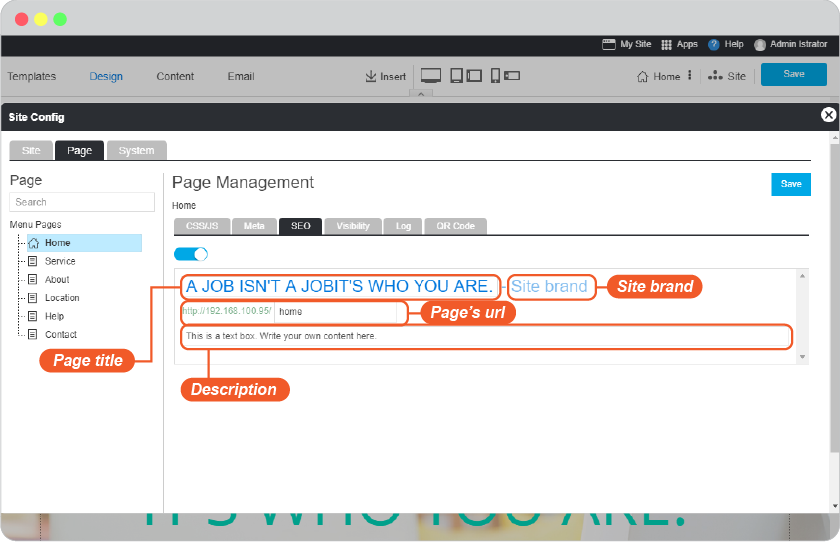 My Site Apps ? Help Admin Istrator
Templates Design Content Email Insert Home Site Save
Site Config
Site Page System
Page
Search
Menu Pages
Home
Service
About
Location
Help
Contact
Page Management
Save
Home
CSS/JS Meta SEO Visibility Log QR Code
A JOB ISN'T A JOBIT'S WHO YOU ARE. - Site brand
Site brand
http://192.168.100.95/ home
Page's url
This is a text box. Write your own content here.
Page title
Description
IT'S WHO YOU ARE.